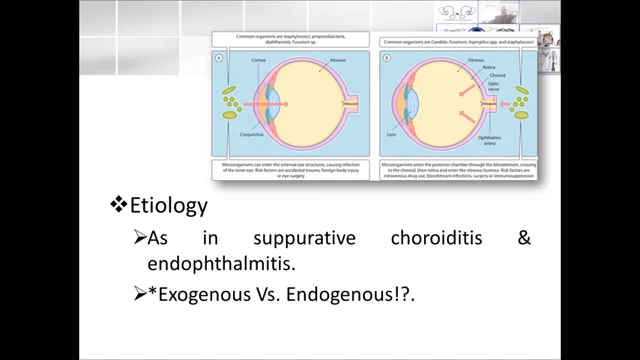 Common organisms are staphylococci, propionibacteria,
diphtheroids, Fusarium sp.
Common organisms are Candida, Fusarium, Aspergillus spp. and staphylococci
A
Cornea
Vitreous
Conjunctiva
B
Vitreous
Retina
Choroid
Optic
nerve
Lens
Ophthalmic
artery
Microorganisms can enter the external eye structures, causing infection
of the inner eye. Risk factors are accidental trauma, foreign body injury
or eye surgery
Microorganisms enter the posterior chamber through the bloodstream, crossing
to the choroid, then retina and enter the vitreous humour. Risk factors are
intravenous drug use, bloodstream infections, surgery or immunosuppression
❖Etiology
➢As in suppurative choroiditis &
endophthalmitis.
➢*Exogenous Vs. Endogenous!?.